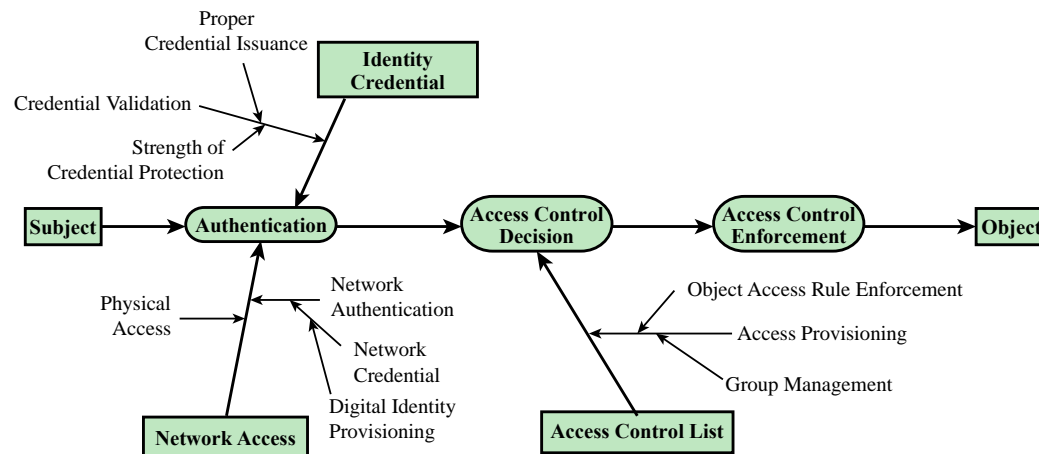 Proper
Credential Issuance
Identity
Credential
Credential Validation
Strength of
Credential Protection
Subject
Authentication
Access Control
Decision
Access Control
Enforcement
Object
Physical
Access
Network
Authentication
Network
Credential
Digital Identity
Provisioning
Object Access Rule Enforcement
Access Provisioning
Group Management
Network Access
Access Control List